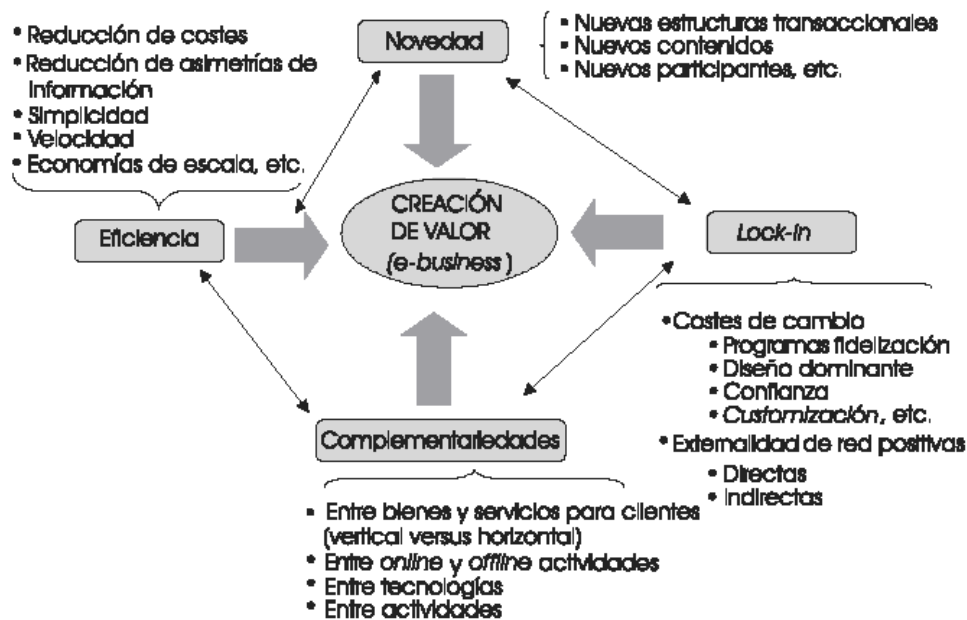 • Reducción de costes
• Reducción de asimetrías de
Información
• Simplicidad
• Velocidad
• Economías de escala, etc.
Novedad
• Nuevas estructuras transaccionales
• Nuevos contenidos
• Nuevos participantes, etc.
Eficiencia
CREACIÓN
DE VALOR
(e-business)
Lock-in
• Costes de cambio
• Programas fidelización
• Diseño dominante
• Confianza
• Customización, etc.
• Externalidad de red positivas
• Directas
• Indirectas
Complementariedades
• Entre bienes y servicios para clientes
(vertical versus horizontal)
• Entre online y offline actividades
• Entre tecnologías
• Entre actividades